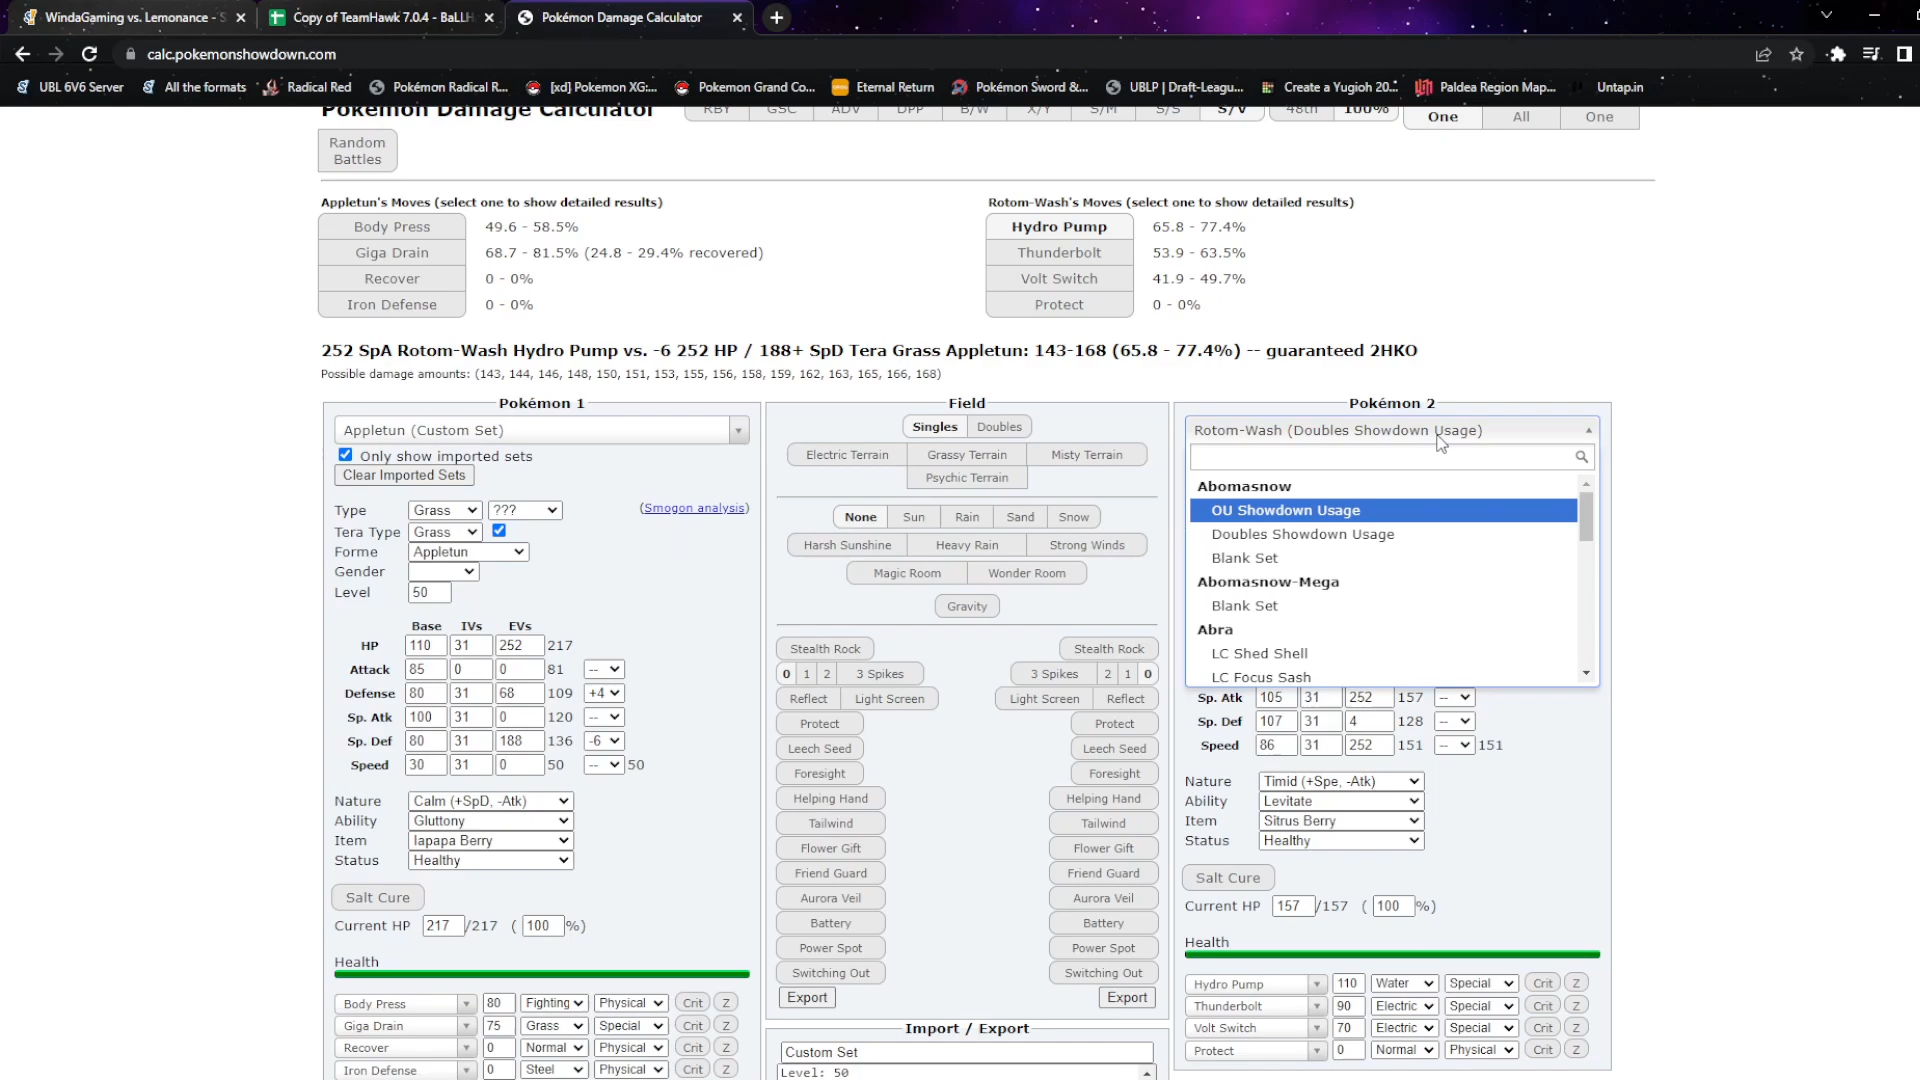 WindaGaming vs. Lemonance - S
Copy of TeamHawk 7.0.4 - BaLLH
Pokémon Damage Calculator
calc.pokemonshowdown.com
UBL 6V6 Server
All the formats
Radical Red
Pokémon Radical R...
[xd] Pokemon XG:...
Pokemon Grand Co...
Eternal Return
Pokémon Sword &...
UBLP | Draft-Leagu...
Create a Yugioh 20...
Paldea Region Map...
Untap.in
Pokémon Damage Calculator
RBY GSC ADV DPP B/W X/Y S/M S/S S/V 48th 100% One All One
Random
Battles
Appletun's Moves (select one to show detailed results)
Body Press 49.6 - 58.5%
Giga Drain 68.7 - 81.5% (24.8 - 29.4% recovered)
Recover 0 - 0%
Iron Defense 0 - 0%
Rotom-Wash's Moves (select one to show detailed results)
Hydro Pump 65.8 - 77.4%
Thunderbolt 53.9 - 63.5%
Volt Switch 41.9 - 49.7%
Protect 0 - 0%
252 SpA Rotom-Wash Hydro Pump vs. -6 252 HP / 188+ SpD Tera Grass Appletun: 143-168 (65.8 - 77.4%) -- guaranteed 2HKO
Possible damage amounts: (143, 144, 146, 148, 150, 151, 153, 155, 156, 158, 159, 162, 163, 165, 166, 168)
Pokémon 1
Appletun (Custom Set)
Only show imported sets
Clear Imported Sets
Type Grass ??? (Smogon analysis)
Tera Type Grass
Forme Appletun
Gender
Level 50
Base IVs EVs
HP 110 31 252 217
Attack 85 0 0 81 --
Defense 80 31 68 109 +4
Sp. Atk 100 31 0 120 --
Sp. Def 80 31 188 136 -6
Speed 30 31 0 50 -- 50
Nature Calm (+SpD, -Atk)
Ability Gluttony
Item Iapapa Berry
Status Healthy
Salt Cure
Current HP 217 /217 ( 100 %)
Health
Body Press 80 Fighting Physical Crit Z
Giga Drain 75 Grass Special Crit Z
Recover 0 Normal Physical Crit Z
Iron Defense 0 Steel Physical Crit Z
Field
Singles Doubles
Electric Terrain Grassy Terrain Misty Terrain
Psychic Terrain
None Sun Rain Sand Snow
Harsh Sunshine Heavy Rain Strong Winds
Magic Room Wonder Room
Gravity
Stealth Rock Stealth Rock
0 1 2 3 Spikes 3 Spikes 2 1 0
Reflect Light Screen Light Screen Reflect
Protect Protect
Leech Seed Leech Seed
Foresight Foresight
Helping Hand Helping Hand
Tailwind Tailwind
Flower Gift Flower Gift
Friend Guard Friend Guard
Aurora Veil Aurora Veil
Battery Battery
Power Spot Power Spot
Switching Out Switching Out
Export Export
Import / Export
Custom Set
Level: 50
Pokémon 2
Rotom-Wash (Doubles Showdown Usage)
Abomasnow
OU Showdown Usage
Doubles Showdown Usage
Blank Set
Abomasnow-Mega
Blank Set
Abra
LC Shed Shell
LC Focus Sash
Sp. Atk 105 31 252 157 --
Sp. Def 107 31 4 128 --
Speed 86 31 252 151 -- 151
Nature Timid (+Spe, -Atk)
Ability Levitate
Item Sitrus Berry
Status Healthy
Salt Cure
Current HP 157 /157 ( 100 %)
Health
Hydro Pump 110 Water Special Crit Z
Thunderbolt 90 Electric Special Crit Z
Volt Switch 70 Electric Special Crit Z
Protect 0 Normal Physical Crit Z